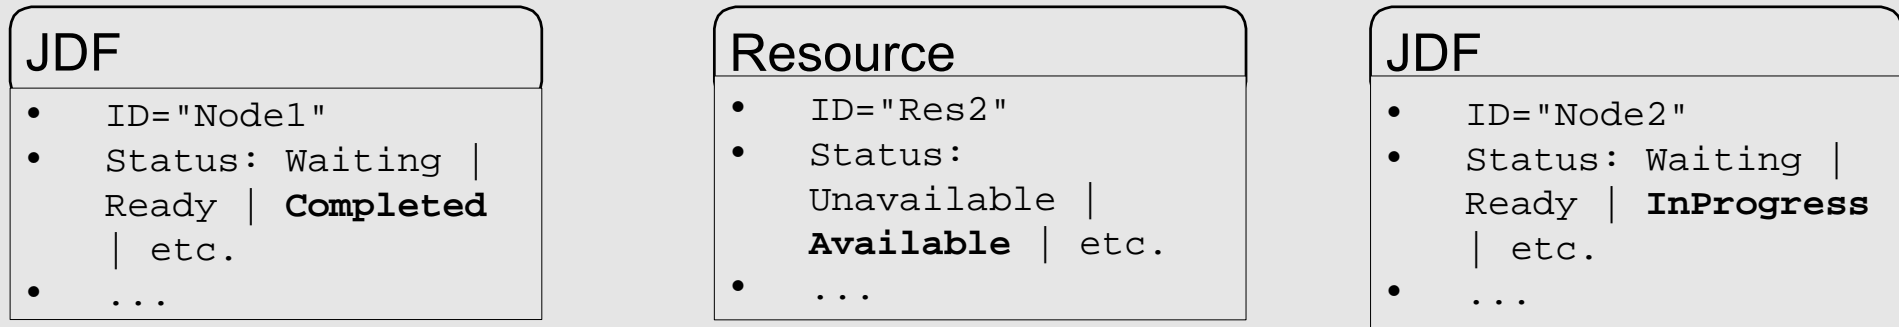 JDF
• ID="Node1"
• Status: Waiting |
Ready | Completed
| etc.
• ...
Resource
• ID="Res2"
• Status:
Unavailable |
Available | etc.
• ...
JDF
• ID="Node2"
• Status: Waiting |
Ready | InProgress
| etc.
• ...